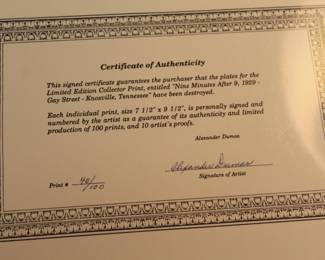 Certificate of Authenticity
This signed certificate guarantees the purchaser that the plates for the
Limited Edition Collector Print, entitled "Nine Minutes After 9, 1929 -
Gay Street - Knoxville, Tennessee" have been destroyed.
Each individual print, size 7 1/2" x 9 1/2", is personally signed and
numbered by the artist as a guarantee of its authenticity and limited
production of 100 prints, and 10 artist's proofs.
Alexander Dumas
Alexander Dumas
Print # 40/100
Signature of Artist